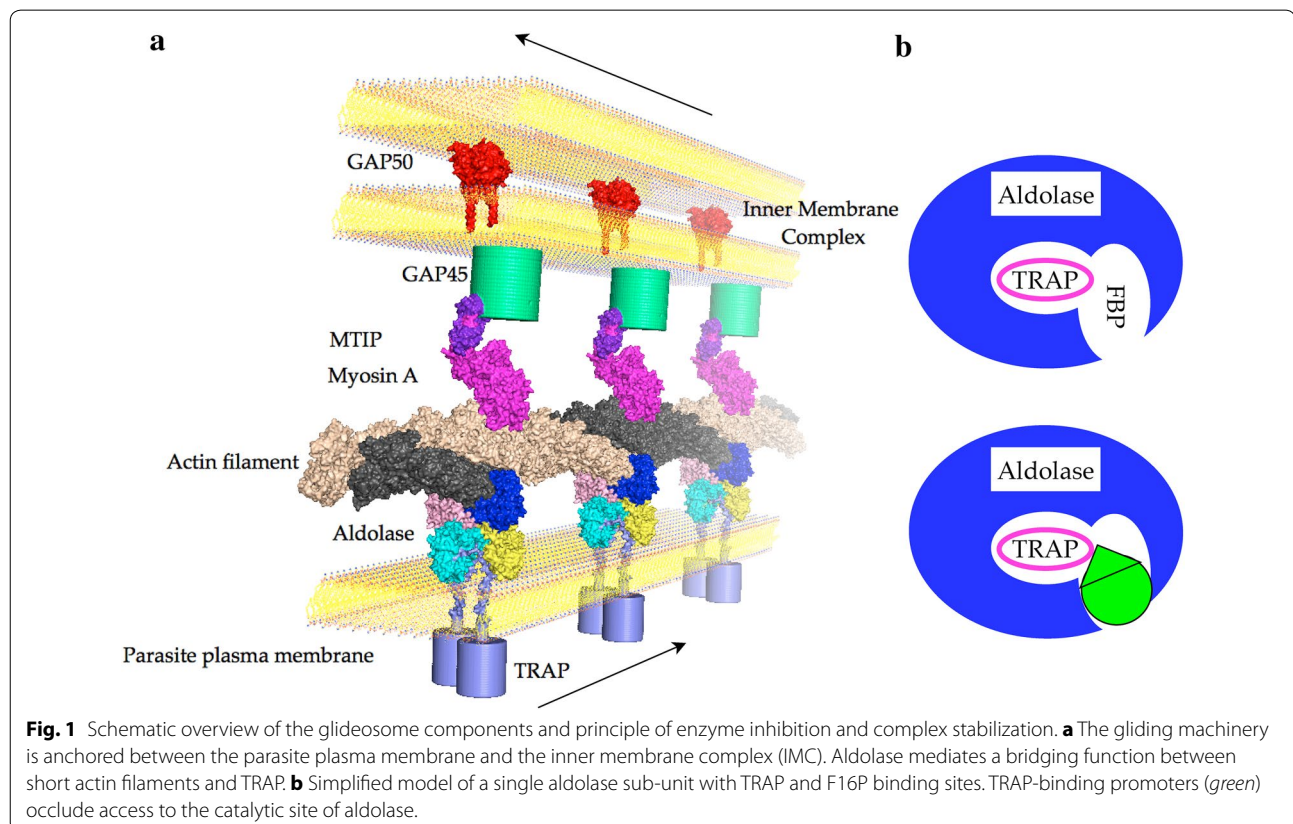 a
b
GAP50
Inner Membrane
Complex
GAP45
MTIP
Myosin A
Actin filament
Aldolase
Parasite plasma membrane
TRAP
Aldolase
TRAP
FBP
Aldolase
TRAP
Fig. 1 Schematic overview of the glideosome components and principle of enzyme inhibition and complex stabilization. a The gliding machinery
is anchored between the parasite plasma membrane and the inner membrane complex (IMC). Aldolase mediates a bridging function between
short actin filaments and TRAP. b Simplified model of a single aldolase sub-unit with TRAP and F16P binding sites. TRAP-binding promoters (green)
occlude access to the catalytic site of aldolase.